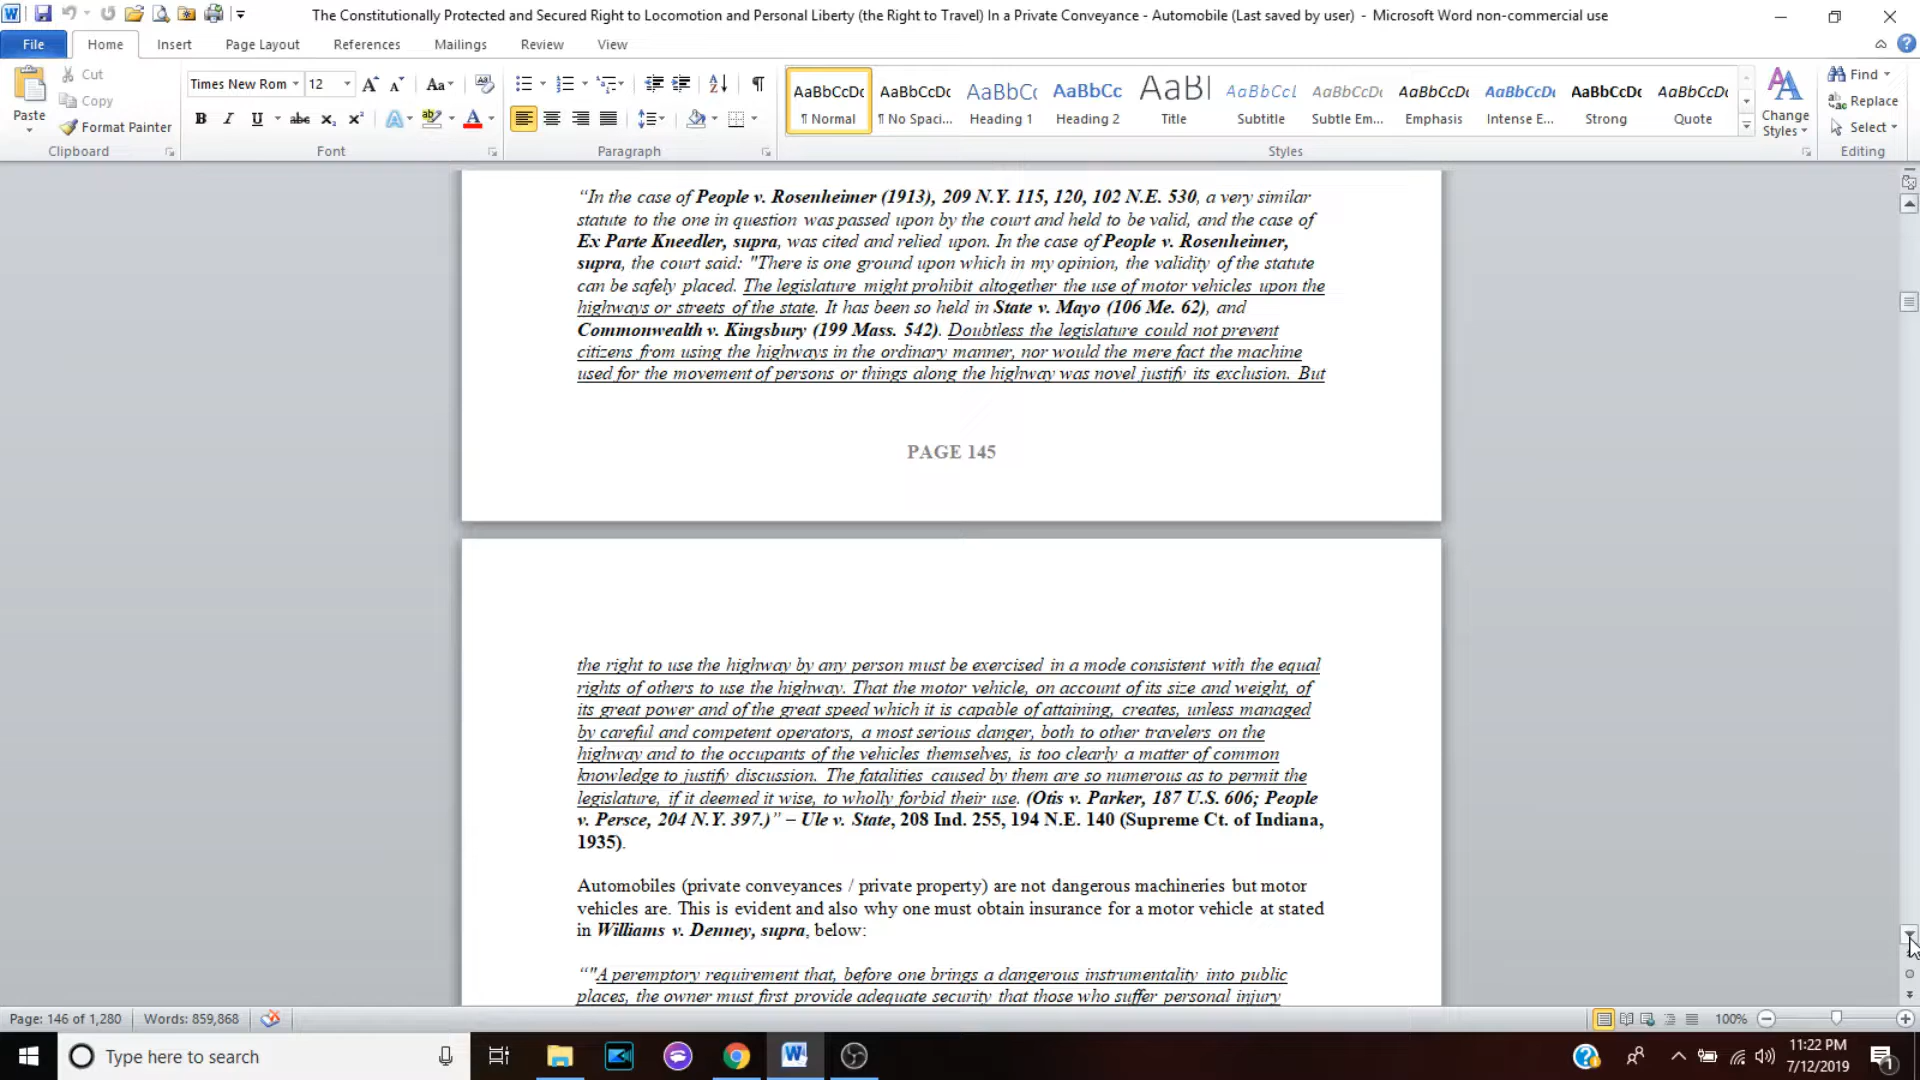 The Constitutionally Protected and Secured Right to Locomotion and Personal Liberty (the Right to Travel) In a Private Conveyance - Automobile (Last saved by user) - Microsoft Word non-commercial use
File Home Insert Page Layout References Mailings Review View
Paste
Cut
Copy
Format Painter
Clipboard
Times New Rom 12
Font
Paragraph
AaBbCcDc AaBbCcDc AaBbC( AaBbCc AaBl AaBbCcl AaBbCcDc AaBbCcDc AaBbCcDc AaBbCcDc AaBbCcDc
¶ Normal ¶ No Spaci... Heading 1 Heading 2 Title Subtitle Subtle Em... Emphasis Intense E... Strong Quote
Styles
Change
Styles
Find
Replace
Select
Editing
“In the case of People v. Rosenheimer (1913), 209 N.Y. 115, 120, 102 N.E. 530, a very similar
statute to the one in question was passed upon by the court and held to be valid, and the case of
Ex Parte Kneedler, supra, was cited and relied upon. In the case of People v. Rosenheimer,
supra, the court said: "There is one ground upon which in my opinion, the validity of the statute
can be safely placed. The legislature might prohibit altogether the use of motor vehicles upon the
highways or streets of the state. It has been so held in State v. Mayo (106 Me. 62), and
Commonwealth v. Kingsbury (199 Mass. 542). Doubtless the legislature could not prevent
citizens from using the highways in the ordinary manner, nor would the mere fact the machine
used for the movement of persons or things along the highway was novel justify its exclusion. But
PAGE 145
the right to use the highway by any person must be exercised in a mode consistent with the equal
rights of others to use the highway. That the motor vehicle, on account of its size and weight, of
its great power and of the great speed which it is capable of attaining, creates, unless managed
by careful and competent operators, a most serious danger, both to other travelers on the
highway and to the occupants of the vehicles themselves, is too clearly a matter of common
knowledge to justify discussion. The fatalities caused by them are so numerous as to permit the
legislature, if it deemed it wise, to wholly forbid their use. (Otis v. Parker, 187 U.S. 606; People
v. Persce, 204 N.Y. 397.)” – Ule v. State, 208 Ind. 255, 194 N.E. 140 (Supreme Ct. of Indiana,
1935).
Automobiles (private conveyances / private property) are not dangerous machineries but motor
vehicles are. This is evident and also why one must obtain insurance for a motor vehicle at stated
in Williams v. Denney, supra, below:
“"A peremptory requirement that, before one brings a dangerous instrumentality into public
places, the owner must first provide adequate security that those who suffer personal injury
Page: 146 of 1,280 Words: 859,868 100%
Type here to search
11:22 PM
7/12/2019